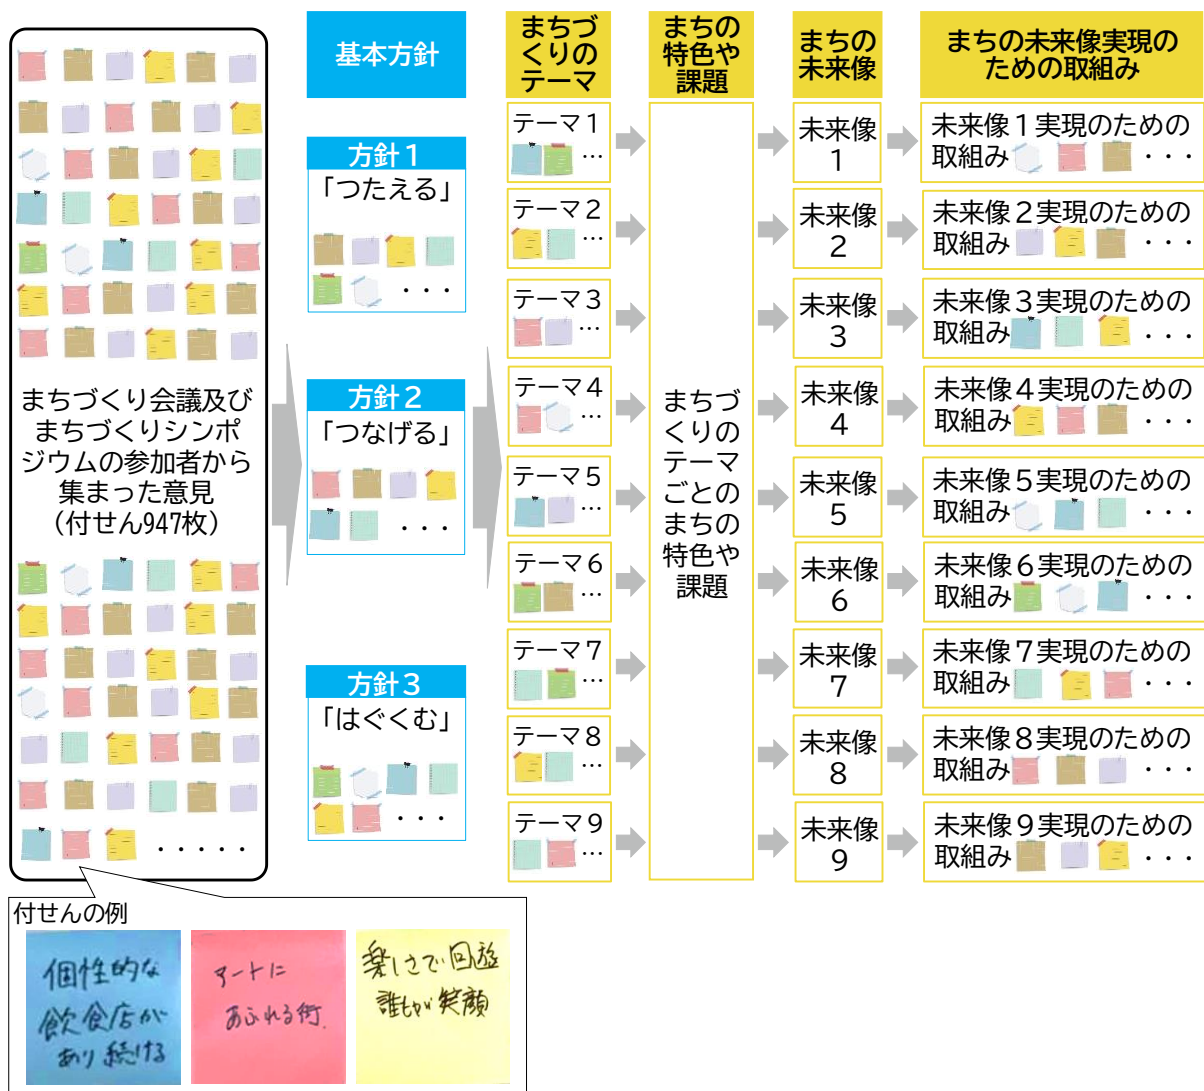 基本方針
まちづ
くりの
テーマ
まちの
特色や
課題
まちの
未来像
まちの未来像実現の
ための取組み
まちづくり会議及び
まちづくりシンポ
ジウムの参加者から
集まった意見
（付せん947枚）
・・・・・
方針1
「つたえる」
・・・
方針2
「つなげる」
・・・
方針3
「はぐくむ」
・・・
テーマ1
…
テーマ2
…
テーマ3
…
テーマ4
…
テーマ5
…
テーマ6
…
テーマ7
…
テーマ8
…
テーマ9
…
まちづ
くりの
テーマ
ごとの
まちの
特色や
課題
未来像
1
未来像
2
未来像
3
未来像
4
未来像
5
未来像
6
未来像
7
未来像
8
未来像
9
未来像1実現のための
取組み ・・・
未来像2実現のための
取組み ・・・
未来像3実現のための
取組み ・・・
未来像4実現のための
取組み ・・・
未来像5実現のための
取組み ・・・
未来像6実現のための
取組み ・・・
未来像7実現のための
取組み ・・・
未来像8実現のための
取組み ・・・
未来像9実現のための
取組み ・・・
付せんの例
個性的な
飲食店が
あり続ける
アートに
あふれる街.
楽しさで回遊
誰もが笑顔